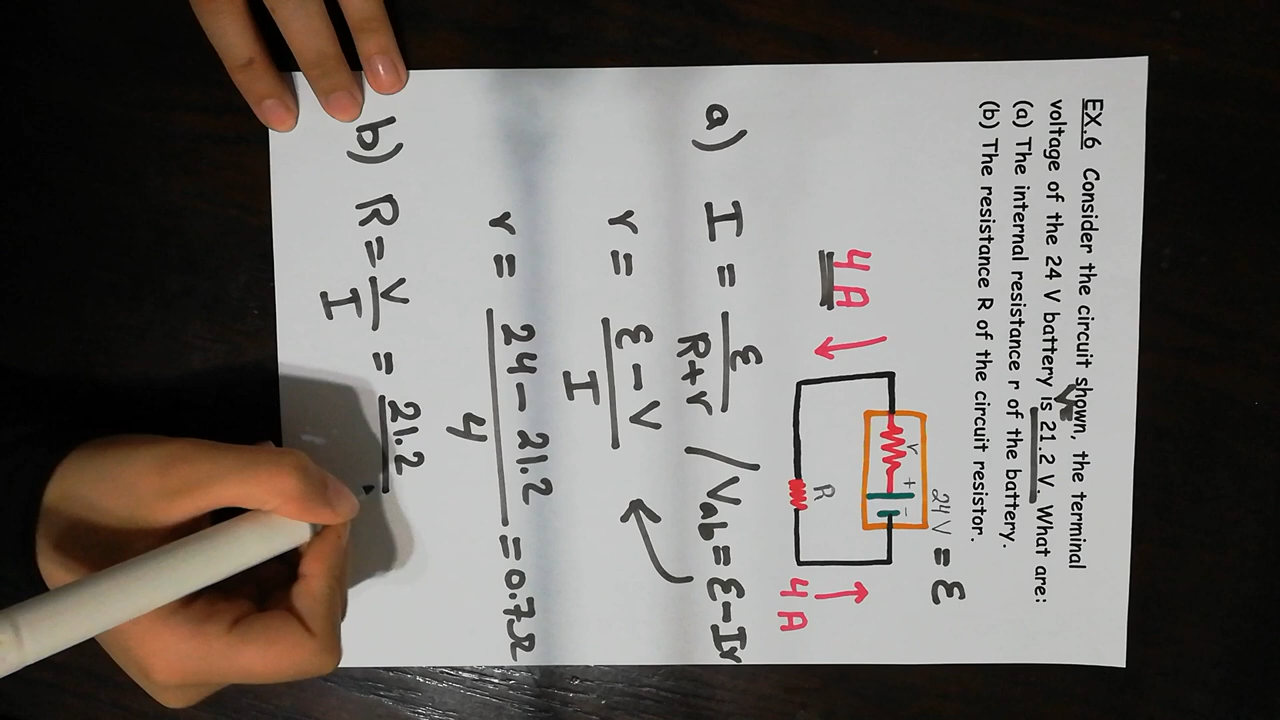 EX.6 Consider the circuit shown, the terminal
voltage of the 24 V battery is 21.2 V. What are:
(a) The internal resistance r of the battery.
(b) The resistance R of the circuit resistor.
24 V = ε
r + -
4A
R
4A
a) I = ε / (R+r) / Vab = ε - Ir
r = (ε - V) / I
r = (24 - 21.2) / 4 = 0.7Ω
b) R = V / I = 21.2